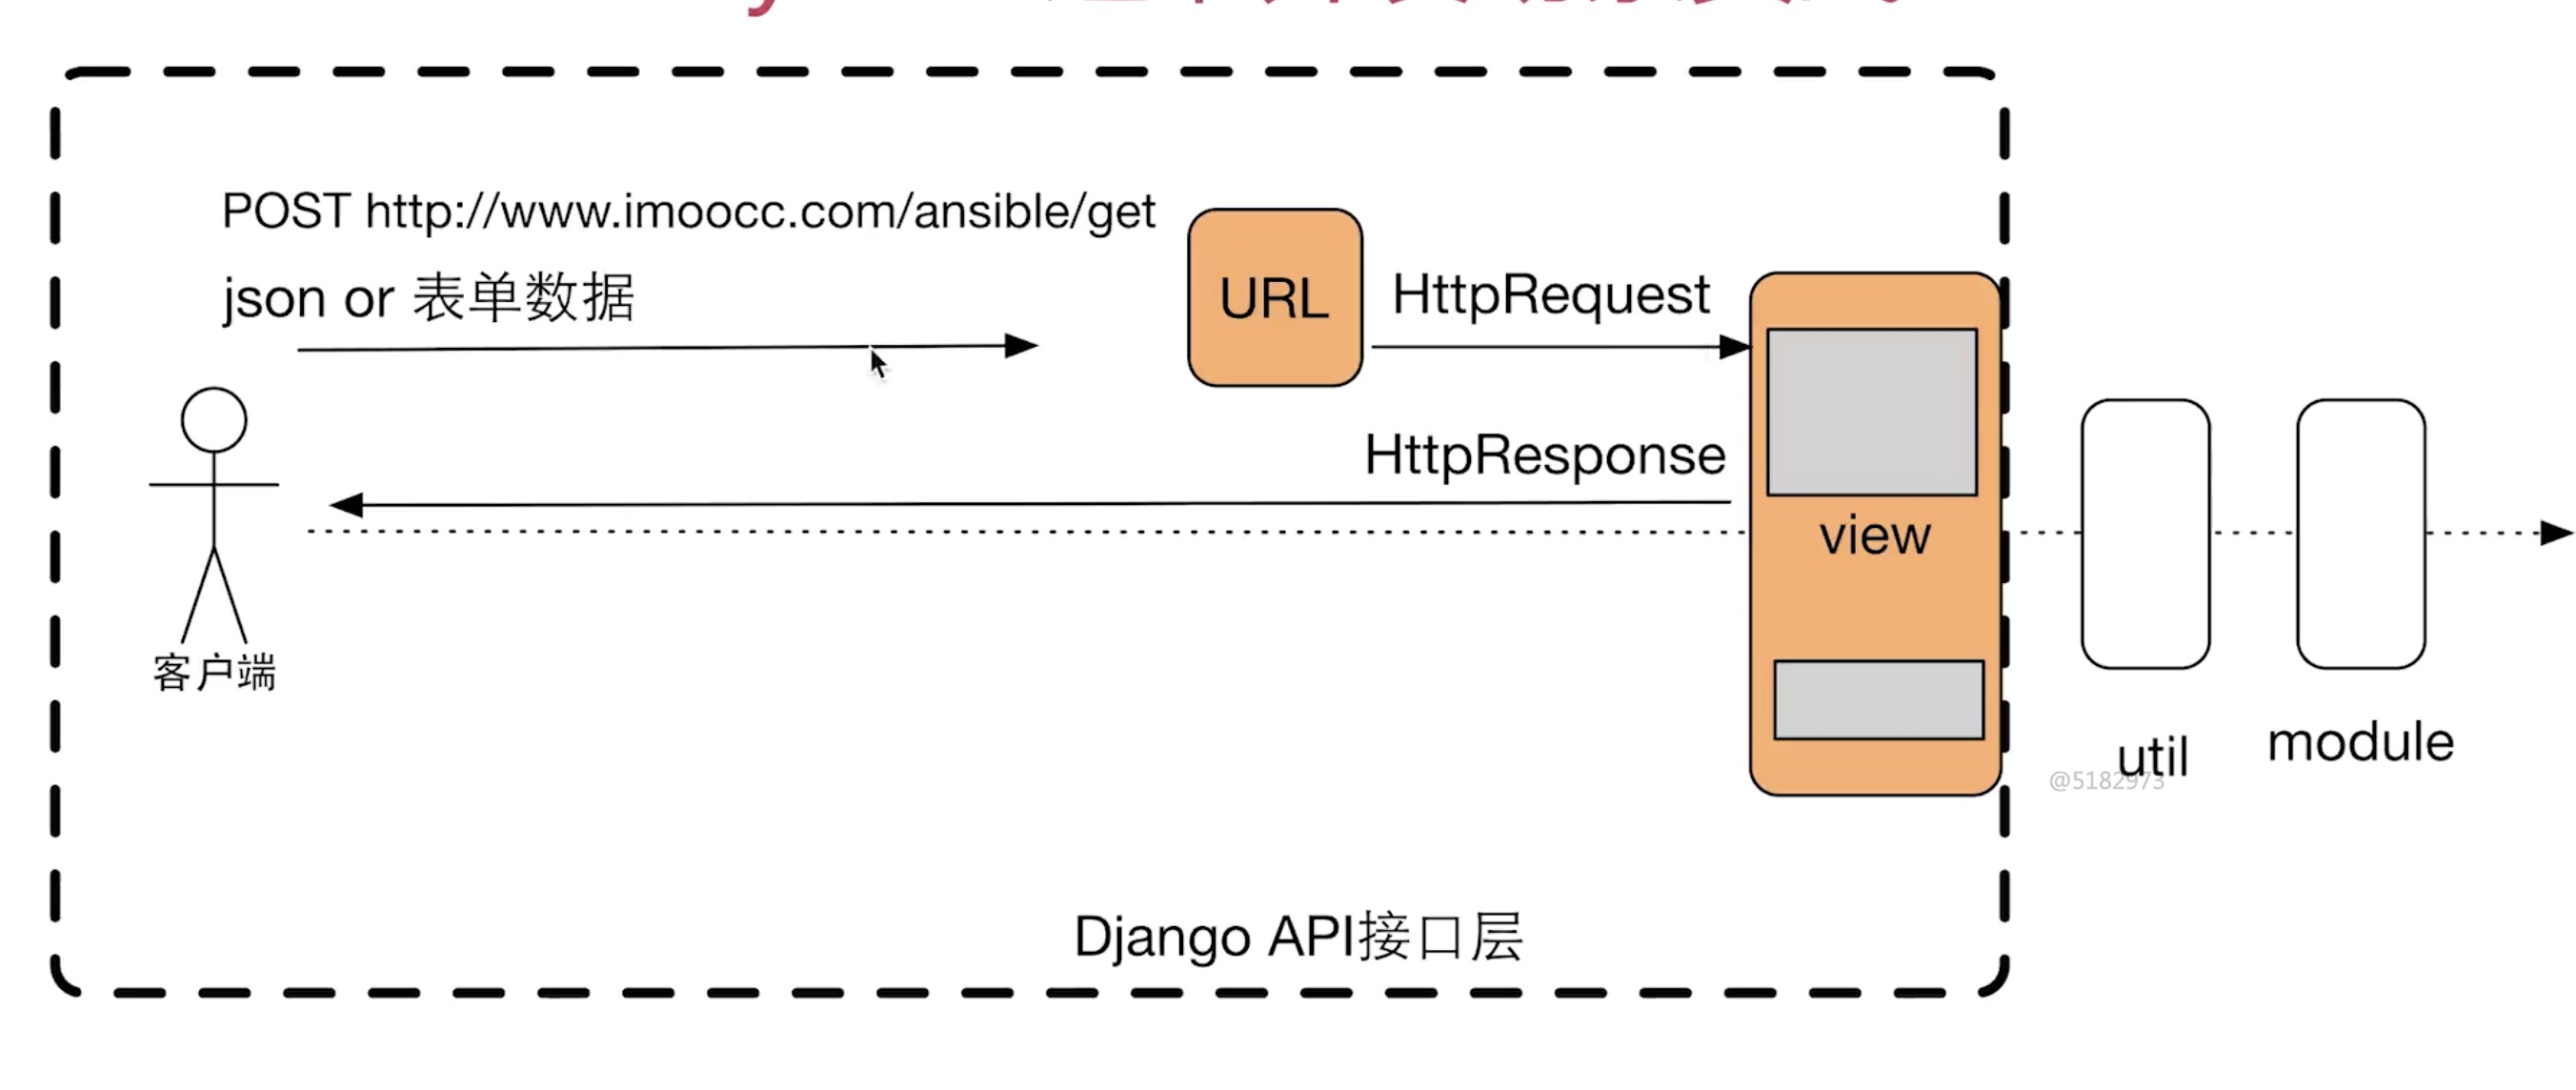 POST http://www.imoocc.com/ansible/get
json or 表单数据
URL
HttpRequest
HttpResponse
view
客户端
util
module
@5182973
Django API接口层